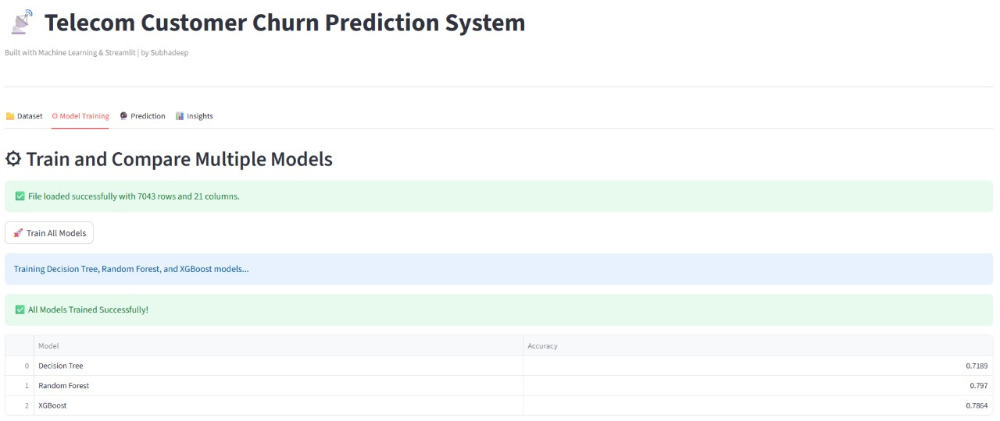 Telecom Customer Churn Prediction System
Built with Machine Learning & Streamlit | by Subhadeep
Dataset Model Training Prediction Insights
Train and Compare Multiple Models
File loaded successfully with 7043 rows and 21 columns.
Train All Models
Training Decision Tree, Random Forest, and XGBoost models...
All Models Trained Successfully!
Model Accuracy
0 Decision Tree 0.7189
1 Random Forest 0.797
2 XGBoost 0.7864